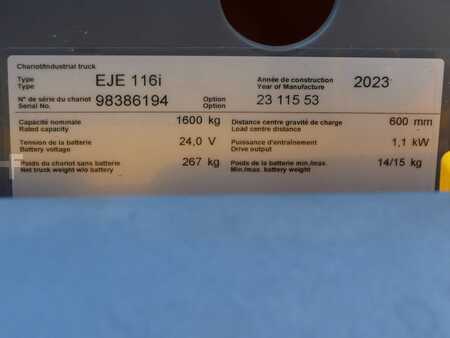 Chariot/Industrial truck
Type
Type EJE 116i
Année de construction
Year of Manufacture 2023
N° de série du chariot
Serial No. 98386194
Option
Option 23 115 53
Capacité nominale
Rated capacity 1600 kg
Distance centre gravité de charge
Load centre distance 600 mm
Tension de la batterie
Battery voltage 24,0 V
Puissance d'entraînement
Drive output 1,1 kW
Poids du chariot sans batterie
Net truck weight w/o battery 267 kg
Poids de la batterie min./max.
Min./max. battery weight 14/15 kg